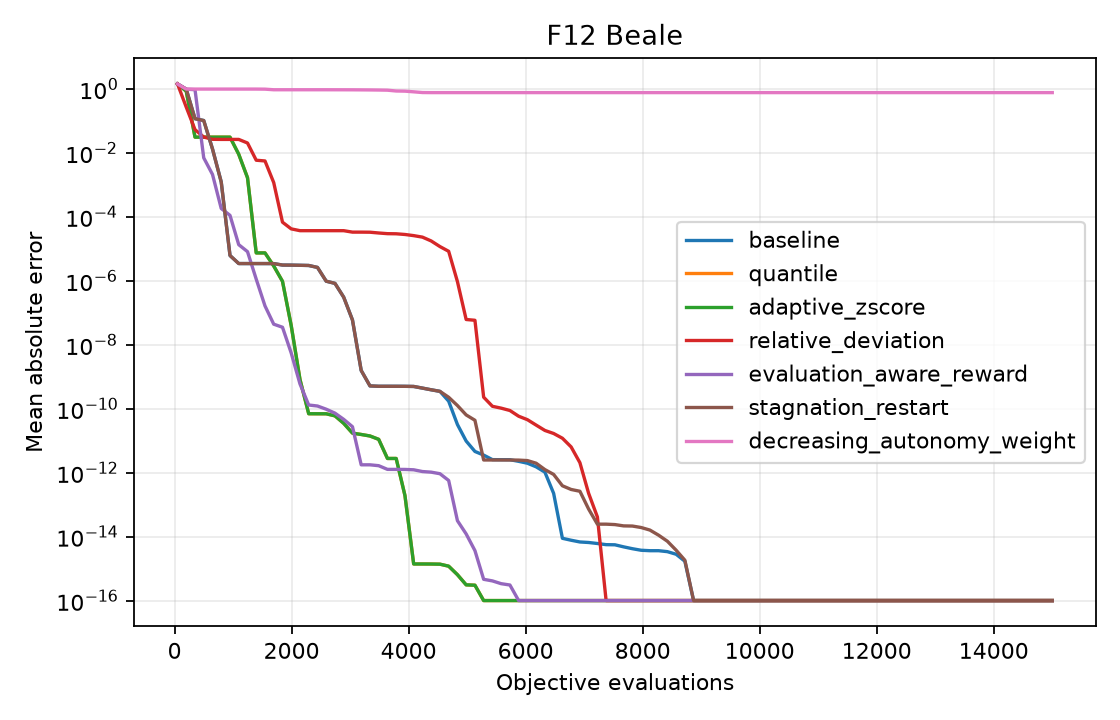 F12 Beale
Mean absolute error
10⁰
10⁻²
10⁻⁴
10⁻⁶
10⁻⁸
10⁻¹⁰
10⁻¹²
10⁻¹⁴
10⁻¹⁶
baseline
quantile
adaptive_zscore
relative_deviation
evaluation_aware_reward
stagnation_restart
decreasing_autonomy_weight
0 2000 4000 6000 8000 10000 12000 14000
Objective evaluations